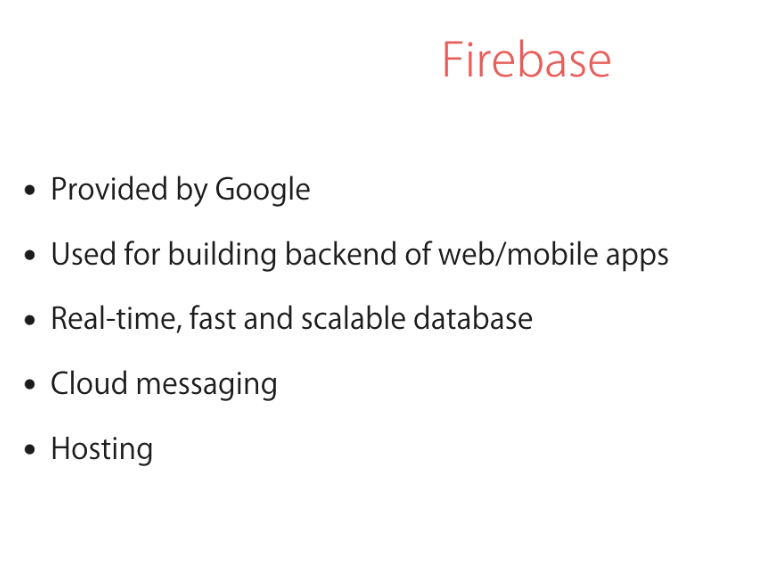 Firebase
• Provided by Google
• Used for building backend of web/mobile apps
• Real-time, fast and scalable database
• Cloud messaging
• Hosting